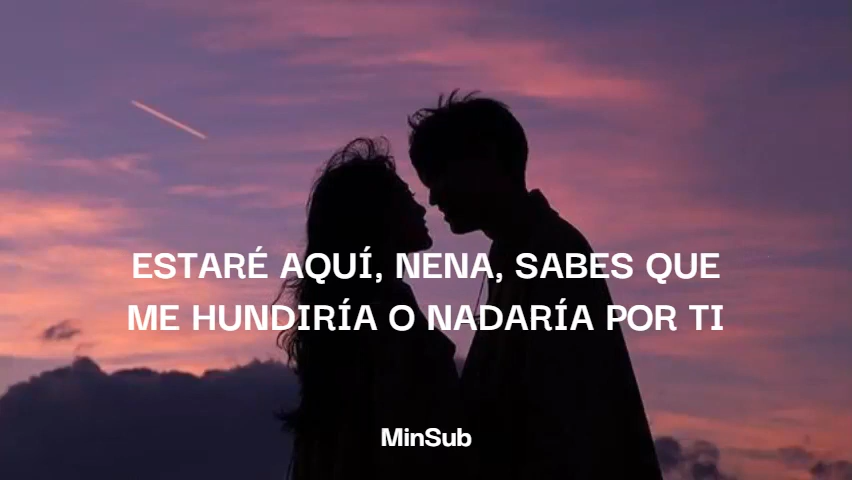 ESTARÉ AQUÍ, NENA, SABES QUE
ME HUNDIRÍA O NADARÍA POR TI
MinSub